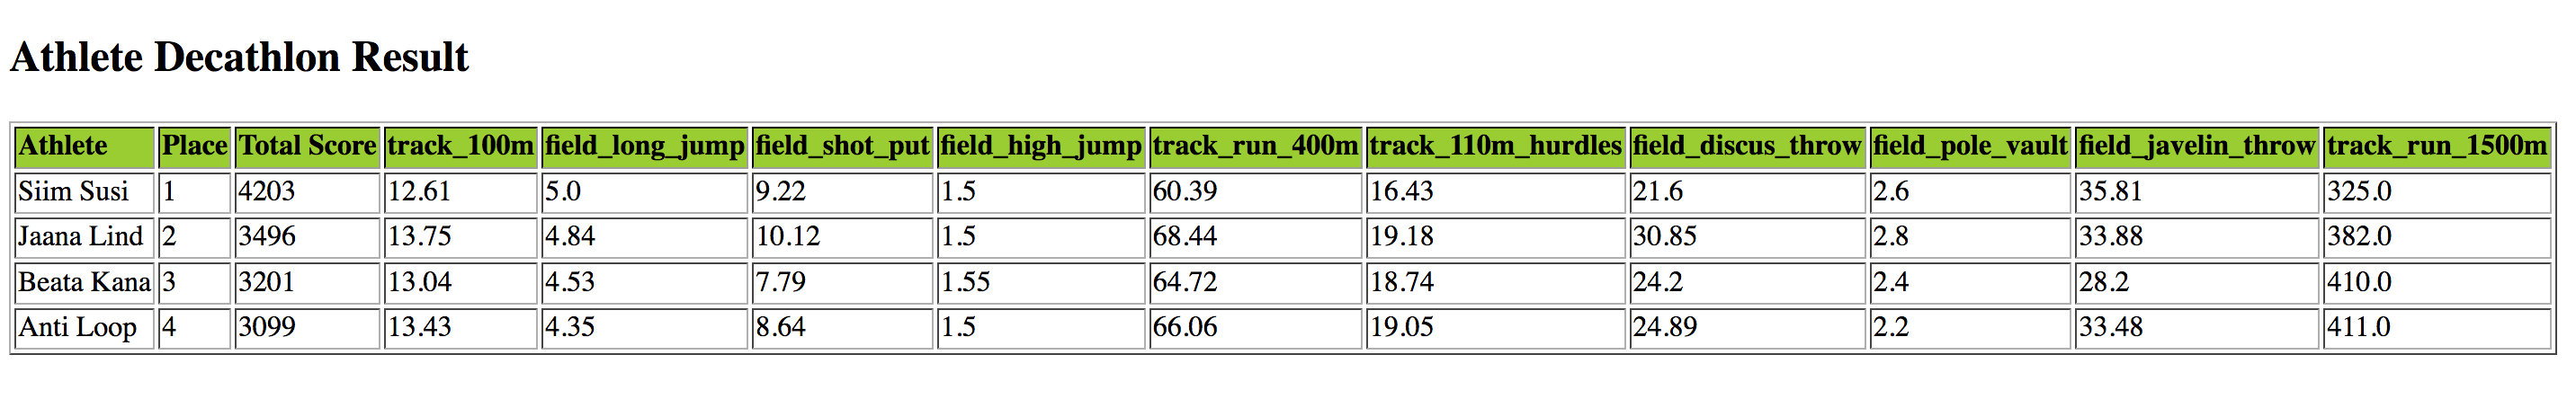 Athlete Decathlon Result
Athlete Place Total Score track_100m field_long_jump field_shot_put field_high_jump track_run_400m track_110m_hurdles field_discus_throw field_pole_vault field_javelin_throw track_run_1500m
Siim Susi 1 4203 12.61 5.0 9.22 1.5 60.39 16.43 21.6 2.6 35.81 325.0
Jaana Lind 2 3496 13.75 4.84 10.12 1.5 68.44 19.18 30.85 2.8 33.88 382.0
Beata Kana 3 3201 13.04 4.53 7.79 1.55 64.72 18.74 24.2 2.4 28.2 410.0
Anti Loop 4 3099 13.43 4.35 8.64 1.5 66.06 19.05 24.89 2.2 33.48 411.0